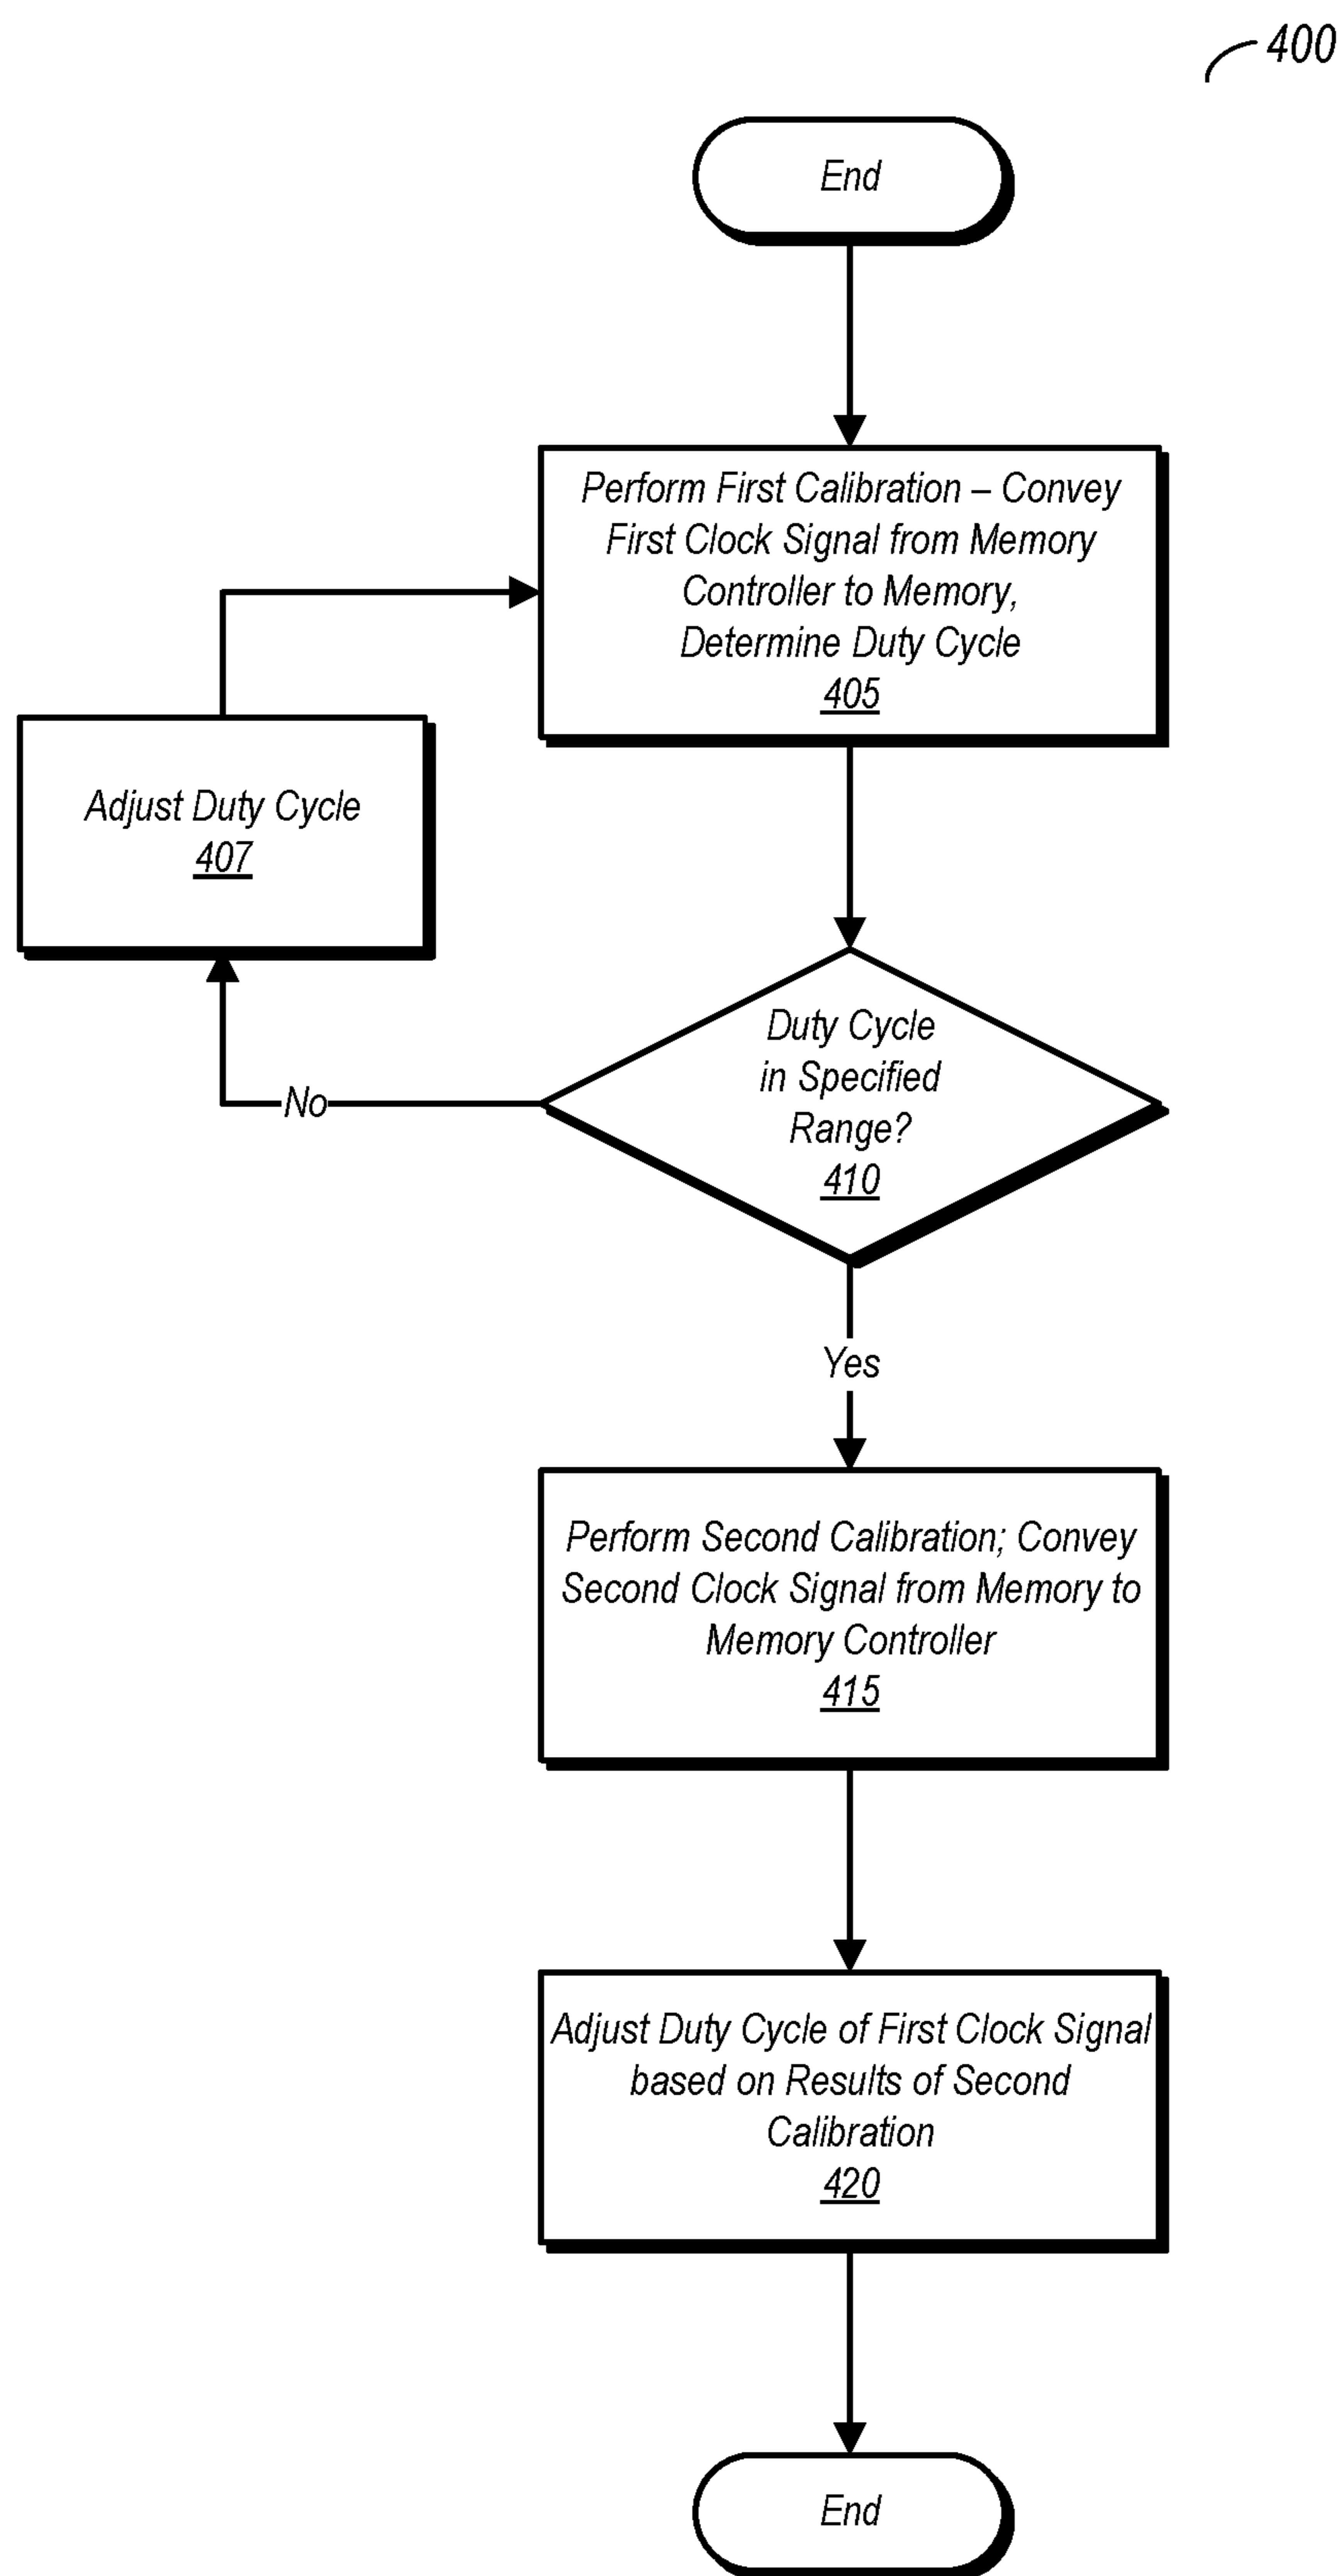 400
End
Perform First Calibration – Convey
First Clock Signal from Memory
Controller to Memory,
Determine Duty Cycle
405
Adjust Duty Cycle
407
Duty Cycle
in Specified
Range?
410
No
Yes
Perform Second Calibration; Convey
Second Clock Signal from Memory to
Memory Controller
415
Adjust Duty Cycle of First Clock Signal
based on Results of Second
Calibration
420
End